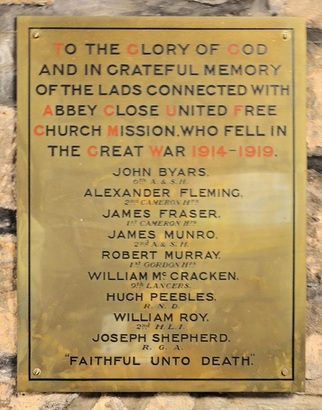 TO THE GLORY OF GOD
AND IN GRATEFUL MEMORY
OF THE LADS CONNECTED WITH
ABBEY CLOSE UNITED FREE
CHURCH MISSION. WHO FELL IN
THE GREAT WAR 1914-1919.
JOHN BYARS.
6TH A. & S. H.
ALEXANDER FLEMING.
2ND CAMERON HRS
JAMES FRASER.
1ST CAMERON HRS
JAMES MUNRO.
2ND A. & S. H.
ROBERT MURRAY.
1ST GORDON HRS
WILLIAM MCCRACKEN.
9TH LANCERS.
HUGH PEEBLES.
R. N. D.
WILLIAM ROY.
2ND H. L. I.
JOSEPH SHEPHERD.
R. G. A.
"FAITHFUL UNTO DEATH."